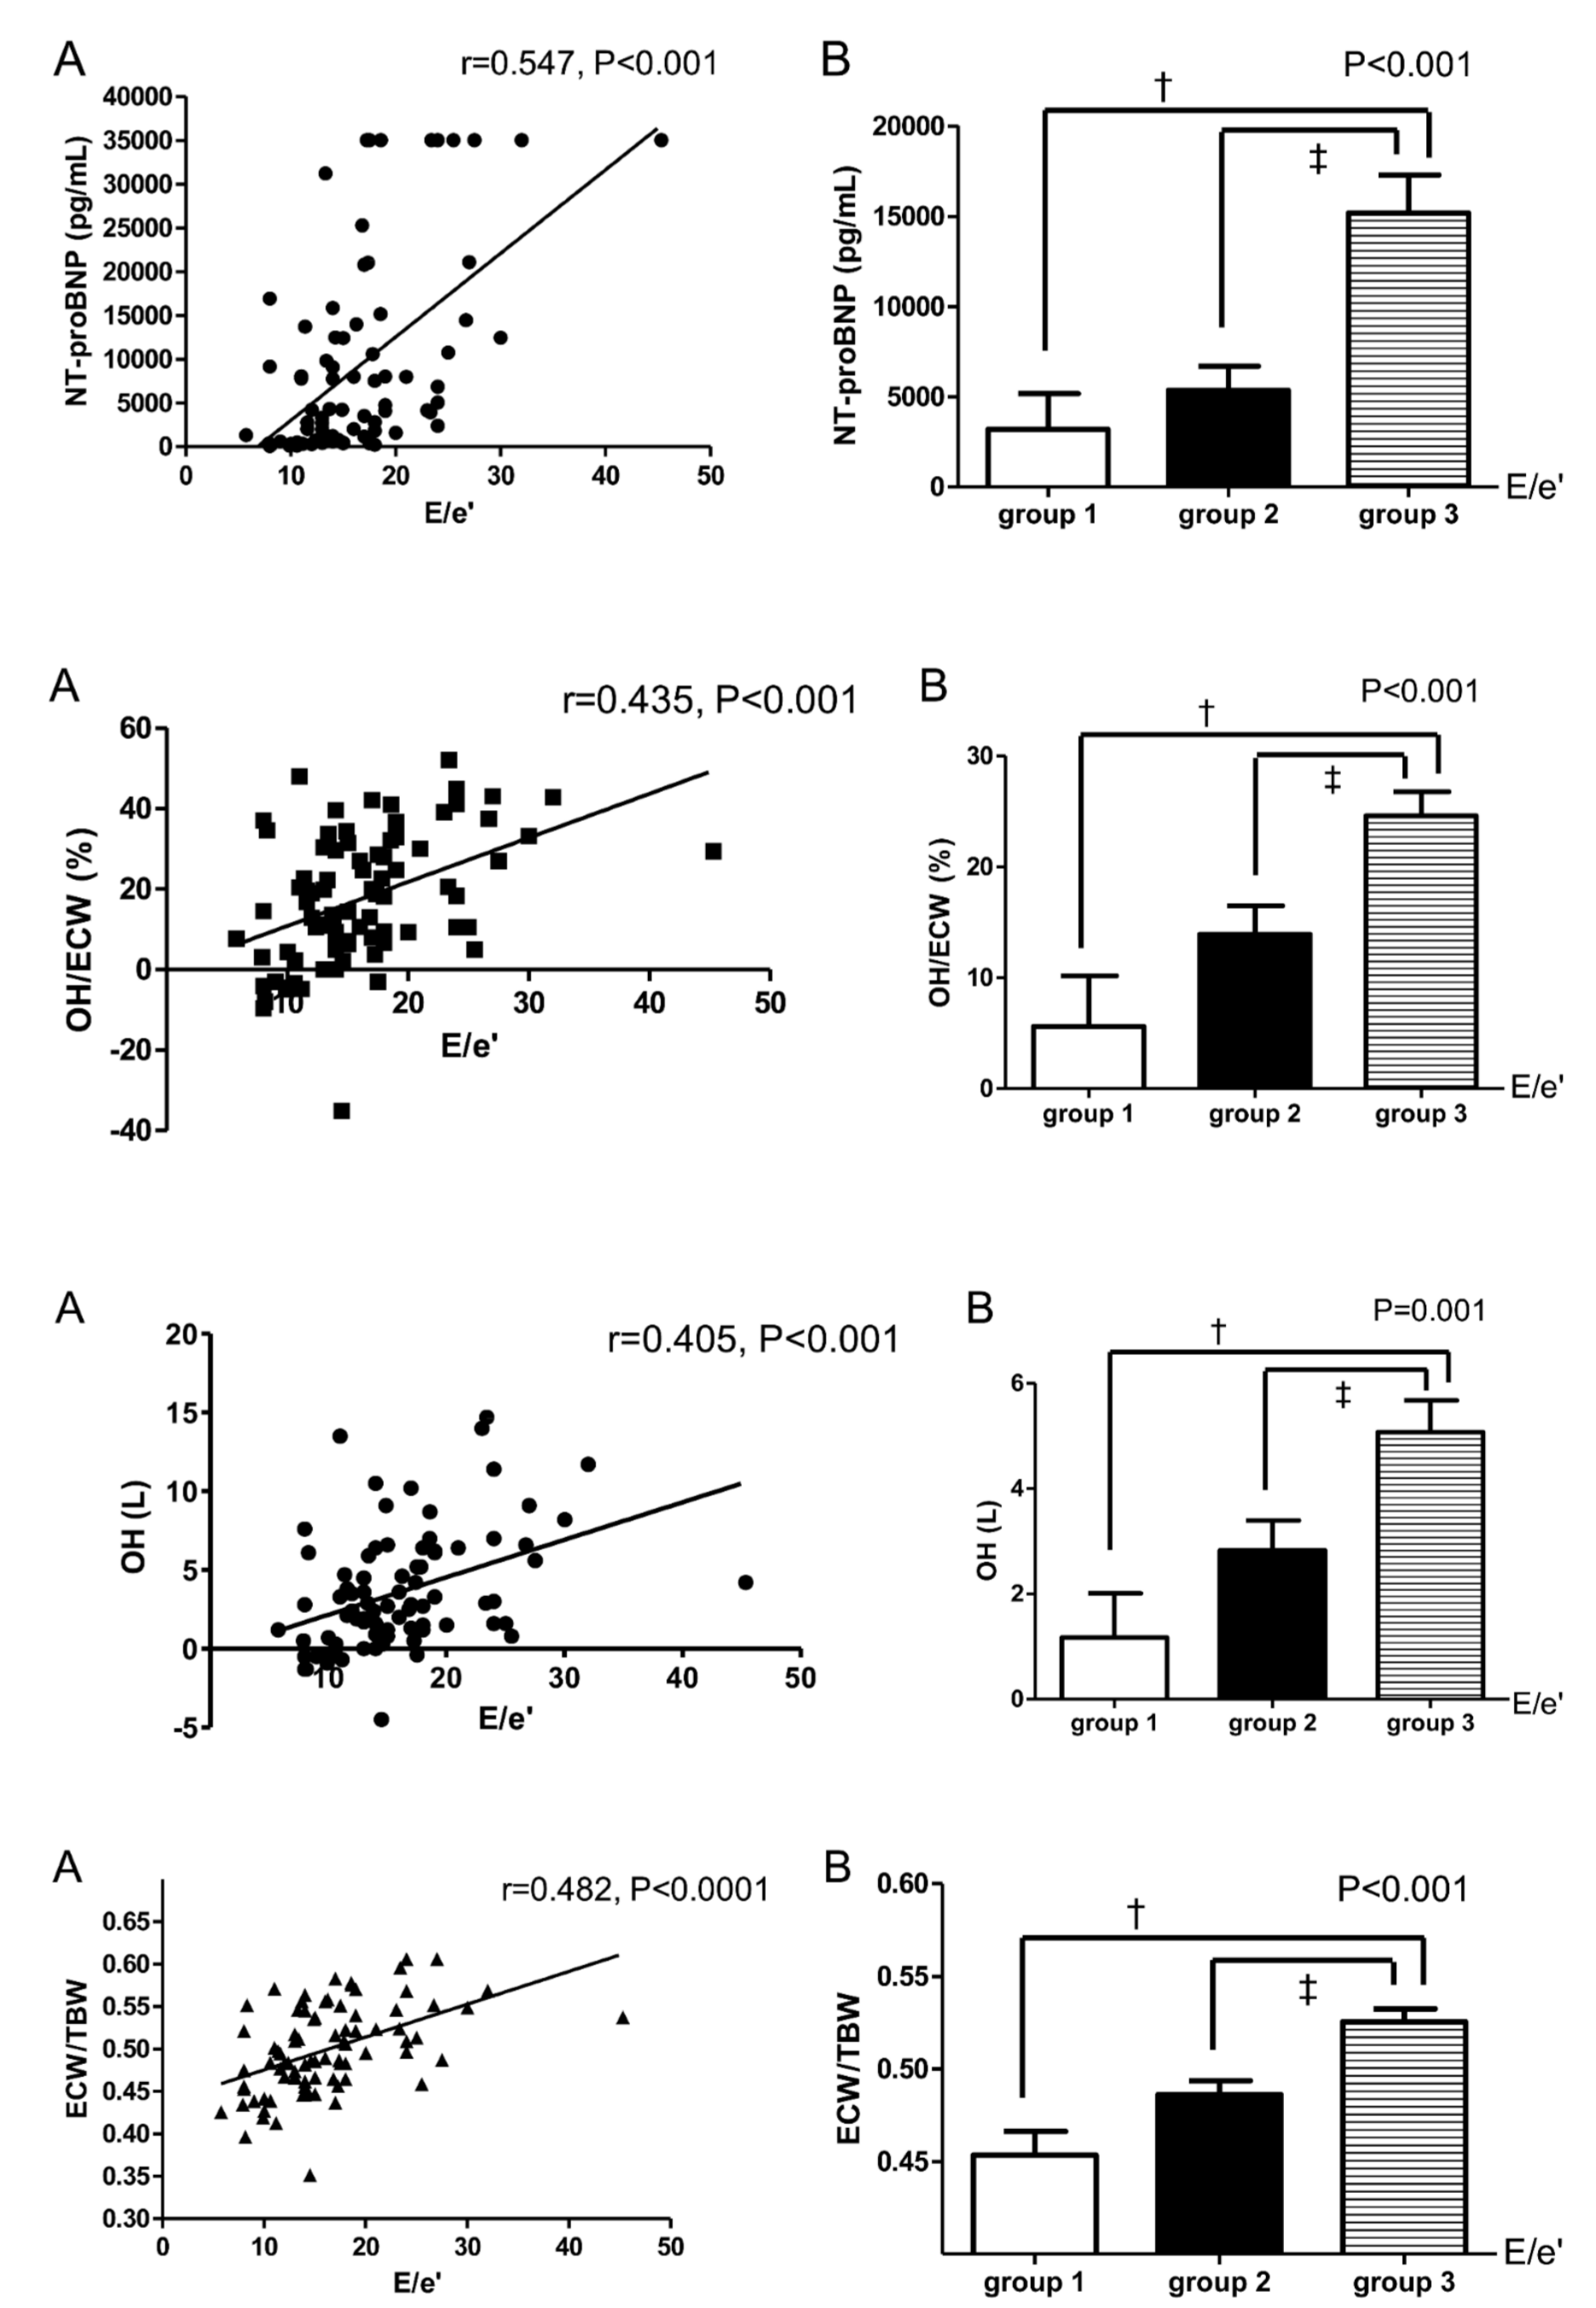 A
r=0.547, P<0.001
40000
35000
30000
25000
20000
15000
10000
5000
0
NT-proBNP (pg/mL)
0 10 20 30 40 50
E/e'
B
P<0.001
†
‡
20000
15000
10000
5000
0
NT-proBNP (pg/mL)
group 1 group 2 group 3
E/e'
A
r=0.435, P<0.001
60
40
20
0
-20
-40
OH/ECW (%)
10 20 30 40 50
E/e'
B
P<0.001
†
‡
30
20
10
0
OH/ECW (%)
group 1 group 2 group 3
E/e'
A
r=0.405, P<0.001
20
15
10
5
0
-5
OH (L)
10 20 30 40 50
E/e'
B
P=0.001
†
‡
6
4
2
0
OH (L)
group 1 group 2 group 3
E/e'
A
r=0.482, P<0.0001
0.65
0.60
0.55
0.50
0.45
0.40
0.35
0.30
ECW/TBW
0 10 20 30 40 50
E/e'
B
P<0.001
†
‡
0.60
0.55
0.50
0.45
ECW/TBW
group 1 group 2 group 3
E/e'